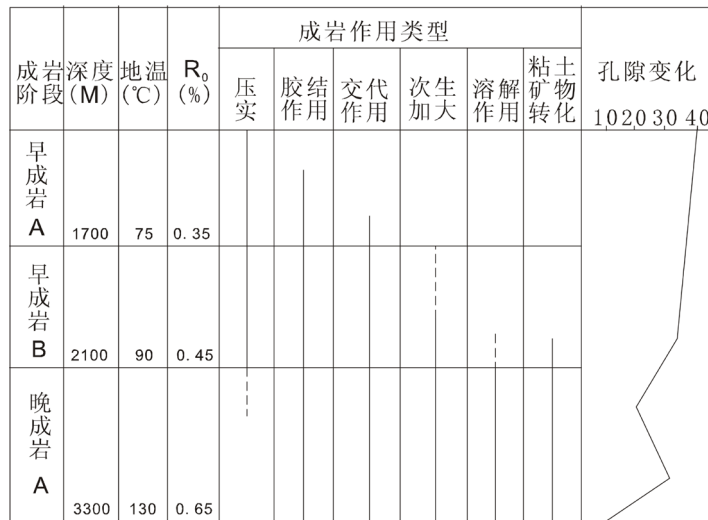 成岩作用类型
成岩阶段
深度(M)
地温(℃)
R₀(%)
压实
胶结作用
交代作用
次生加大
溶解作用
粘土矿物转化
孔隙变化
10 20 30 40
早成岩A
1700 75 0.35
早成岩B
2100 90 0.45
晚成岩A
3300 130 0.65